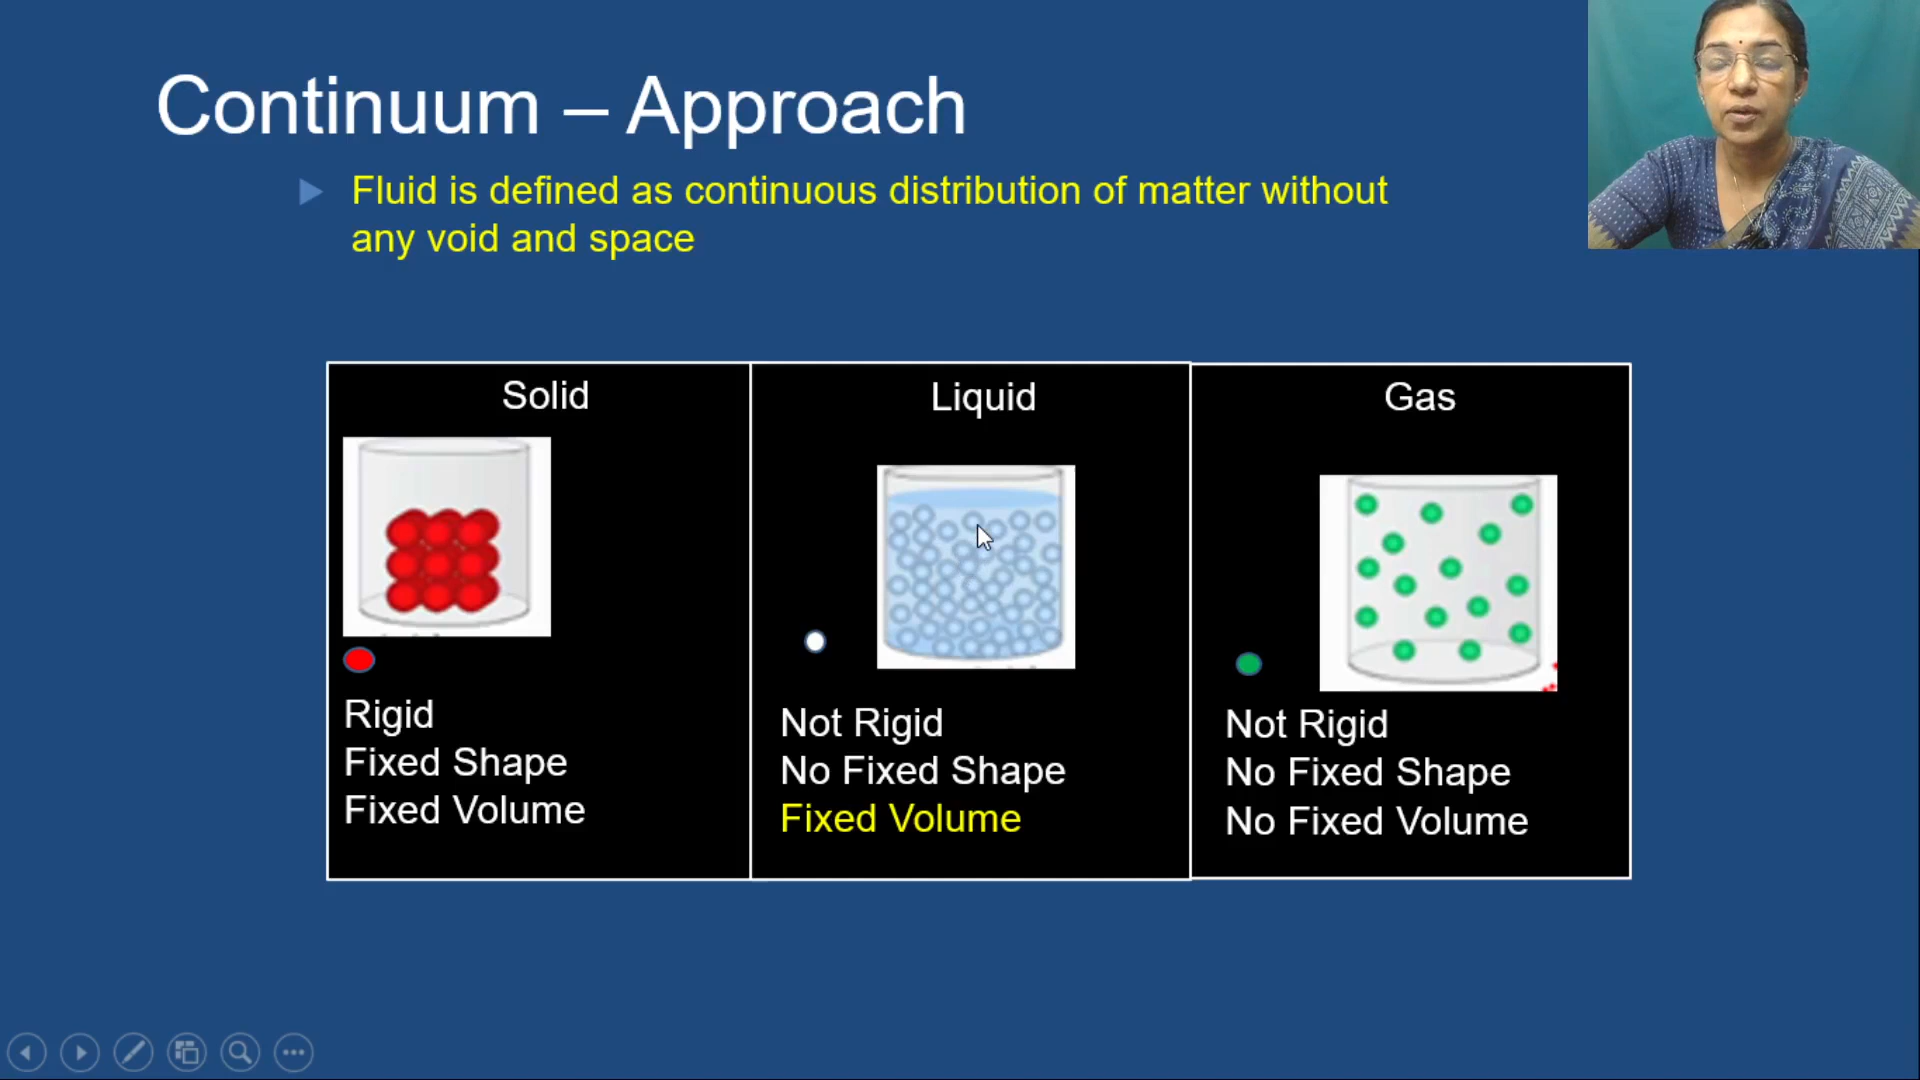 Continuum – Approach
Fluid is defined as continuous distribution of matter without
any void and space
Solid
Rigid
Fixed Shape
Fixed Volume
Liquid
Not Rigid
No Fixed Shape
Fixed Volume
Gas
Not Rigid
No Fixed Shape
No Fixed Volume